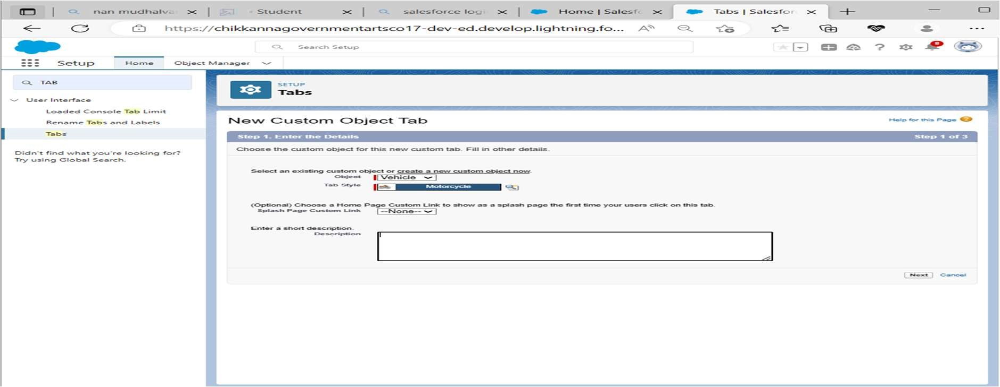 nan mudhalva
- Student
salesforce logi
Home | Salesfc
Tabs | Salesfor
https://chikkannagovernmentartsco17-dev-ed.develop.lightning.fo...
Search Setup
8
Setup
Home
Object Manager
TAB
User Interface
Loaded Console Tab Limit
Rename Tabs and Labels
Tabs
Didn't find what you're looking for?
Try using Global Search.
SETUP
Tabs
New Custom Object Tab
Help for this Page
Step 1. Enter the Details
Step 1 of 3
Choose the custom object for this new custom tab. Fill in other details.
Select an existing custom object or create a new custom object now.
Object
Vehicle
Tab Style
Motorcycle
(Optional) Choose a Home Page Custom Link to show as a splash page the first time your users click on this tab.
Splash Page Custom Link
--None--
Enter a short description.
Description
Next
Cancel